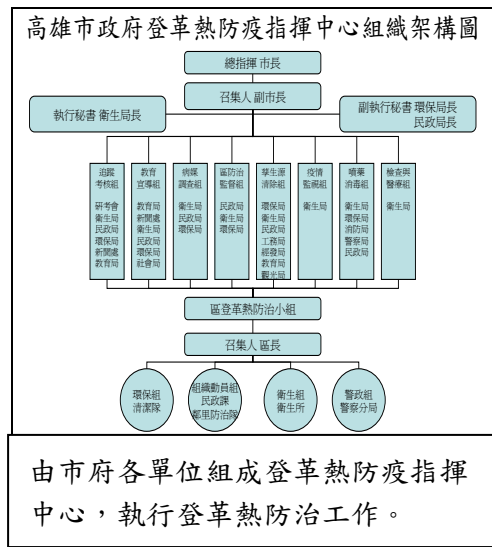 高雄市政府登革熱防疫指揮中心組織架構圖
總指揮 市長
召集人 副市長
執行秘書 衛生局長
副執行秘書 環保局長
民政局長
追蹤
考核組
研考會
衛生局
民政局
環保局
新聞處
教育局
教育
宣導組
教育局
新聞處
衛生局
民政局
環保局
社會局
病媒
調查組
衛生局
民政局
環保局
區防治
監督組
民政局
衛生局
環保局
孳生源
清除組
環保局
衛生局
民政局
工務局
經發局
教育局
觀光局
疫情
監視組
衛生局
噴藥
消毒組
衛生局
環保局
消防局
警察局
民政局
檢查與
醫療組
衛生局
區登革熱防治小組
召集人 區長
環保組
清潔隊
組織動員組
民政課
鄰里防治隊
衛生組
衛生所
警政組
警察分局
由市府各單位組成登革熱防疫指揮
中心，執行登革熱防治工作。